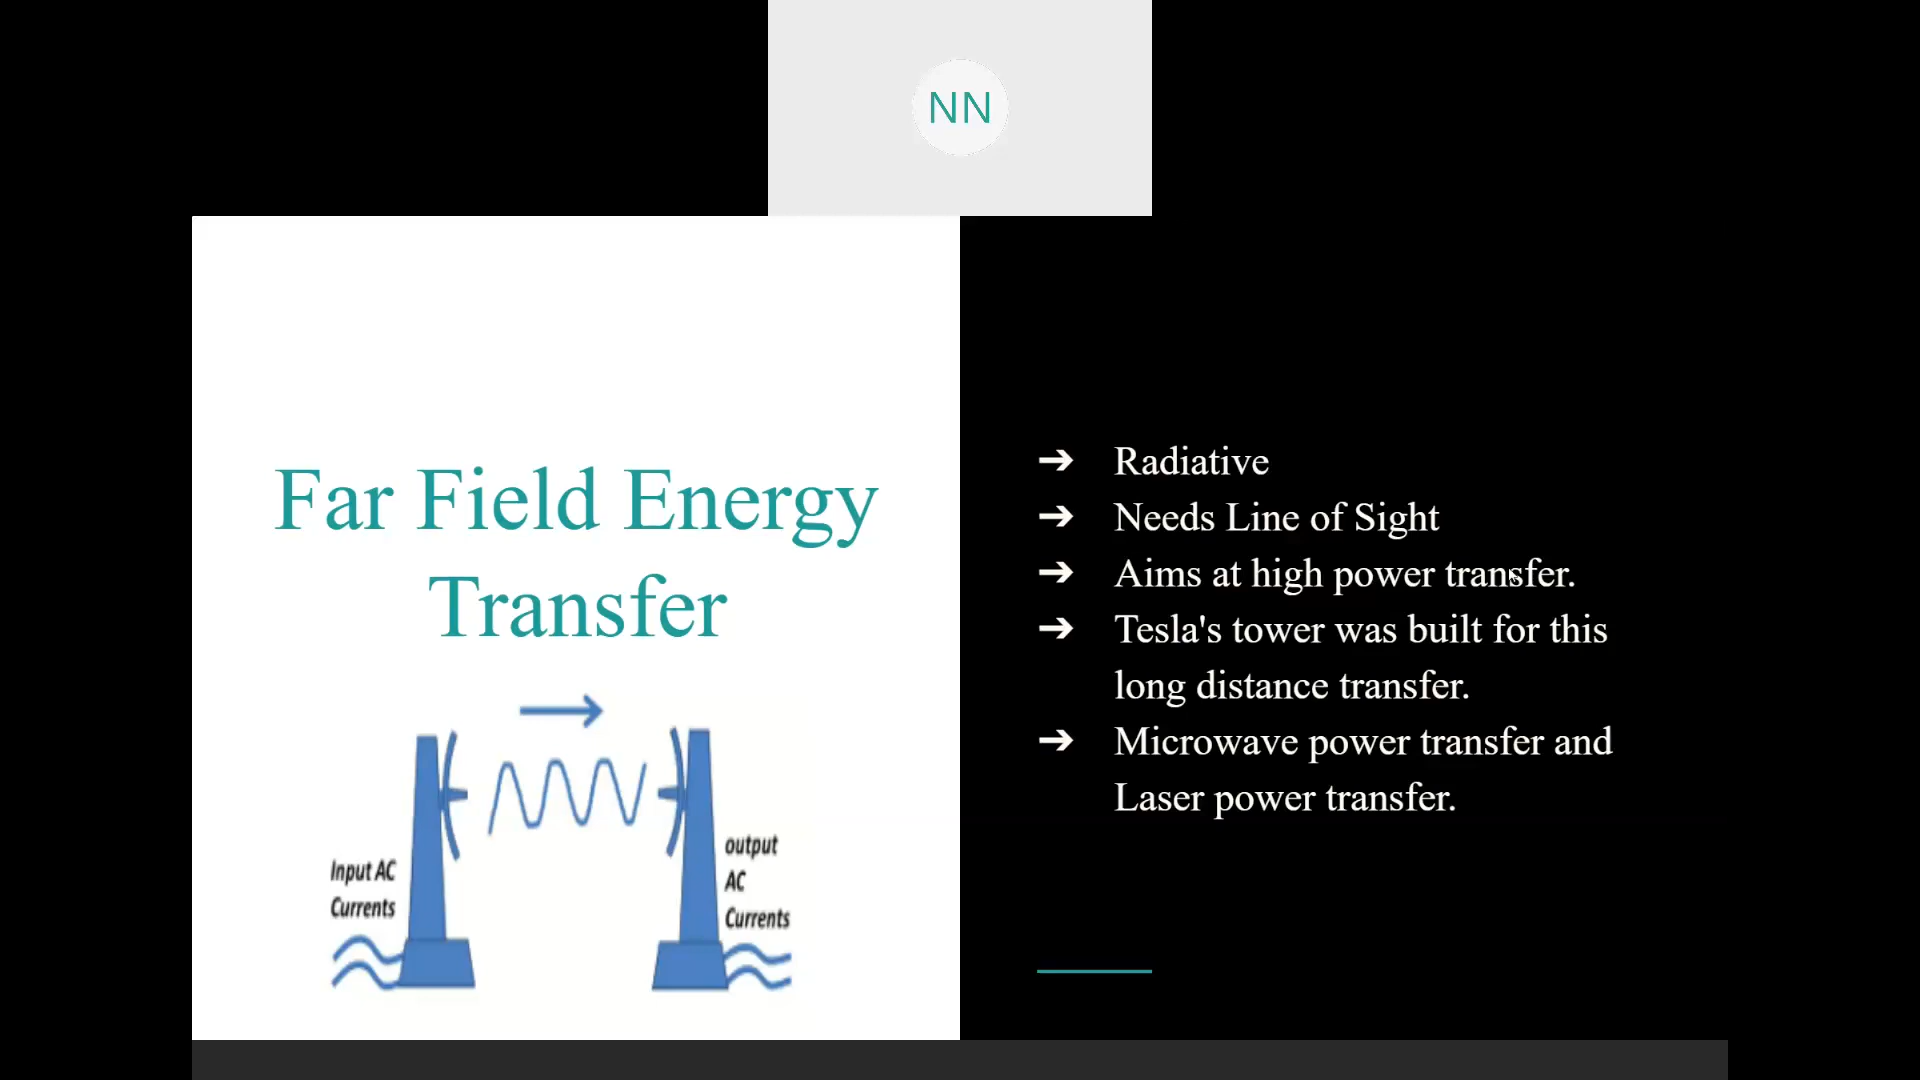 NN
Far Field Energy
Transfer
Input AC
Currents
output
AC
Currents
➔ Radiative
➔ Needs Line of Sight
➔ Aims at high power transfer.
➔ Tesla's tower was built for this
long distance transfer.
➔ Microwave power transfer and
Laser power transfer.